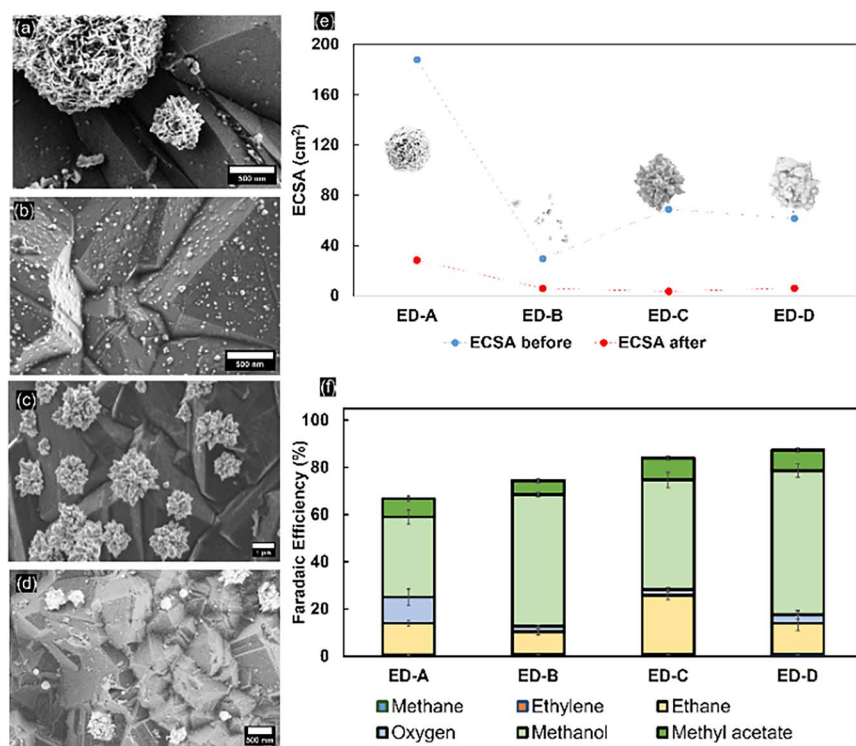 (a)
500 nm
(b)
500 nm
(c)
1 µm
(d)
500 nm
(e)
200
160
120
80
40
0
ECSA (cm²)
ED-A ED-B ED-C ED-D
ECSA before ECSA after
(f)
100
80
60
40
20
0
Faradaic Efficiency (%)
ED-A ED-B ED-C ED-D
Methane Ethylene Ethane
Oxygen Methanol Methyl acetate